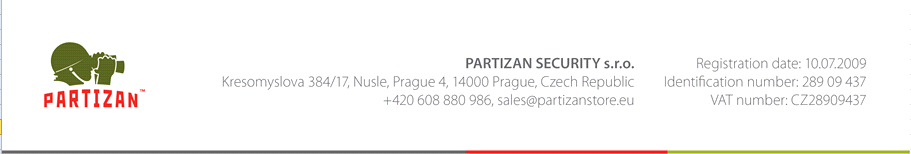 PARTIZAN™
PARTIZAN SECURITY s.r.o.
Kresomyslova 384/17, Nusle, Prague 4, 14000 Prague, Czech Republic
+420 608 880 986, sales@partizanstore.eu
Registration date: 10.07.2009
Identification number: 289 09 437
VAT number: CZ28909437